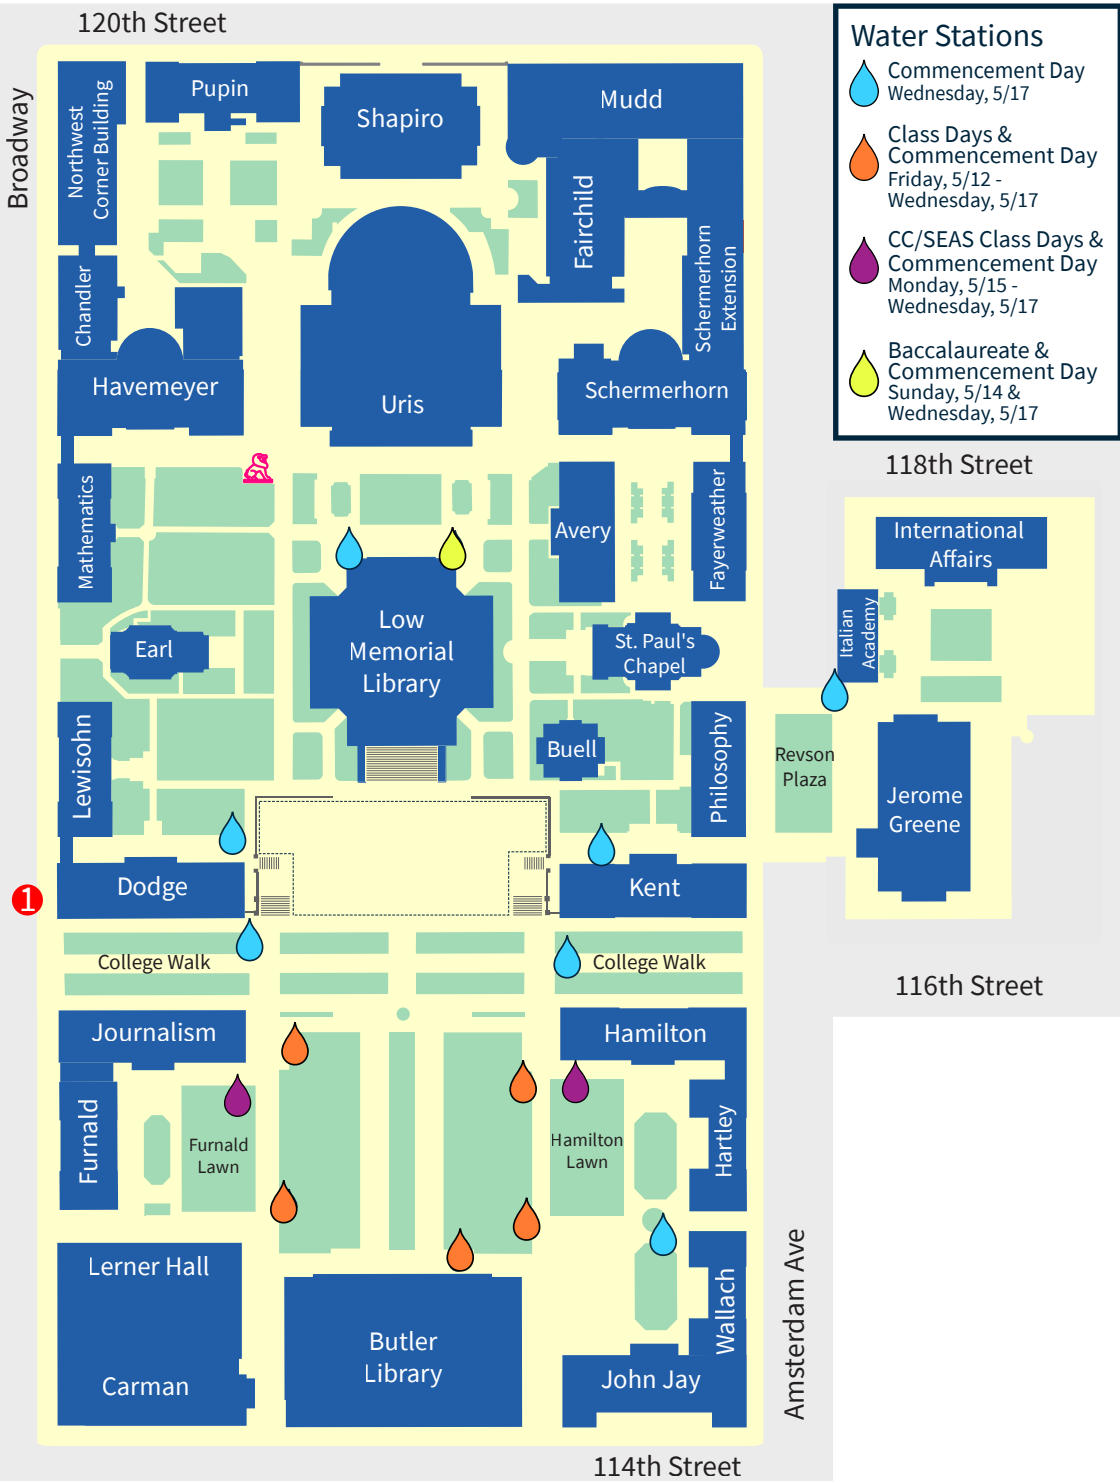 120th Street
Broadway
Water Stations
Commencement Day
Wednesday, 5/17
Class Days &
Commencement Day
Friday, 5/12 -
Wednesday, 5/17
CC/SEAS Class Days &
Commencement Day
Monday, 5/15 -
Wednesday, 5/17
Baccalaureate &
Commencement Day
Sunday, 5/14 &
Wednesday, 5/17
Northwest
Corner Building
Pupin
Shapiro
Mudd
Fairchild
Schermerhorn
Extension
Chandler
Havemeyer
Uris
Schermerhorn
118th Street
Mathematics
Avery
Fayerweather
International
Affairs
Italian
Academy
Earl
Low
Memorial
Library
St. Paul's
Chapel
Lewisohn
Buell
Philosophy
Revson
Plaza
Jerome
Greene
1
Dodge
Kent
College Walk
College Walk
116th Street
Journalism
Hamilton
Furnald
Furnald
Lawn
Hamilton
Lawn
Hartley
Lerner Hall
Wallach
Amsterdam Ave
Butler
Library
Carman
John Jay
114th Street